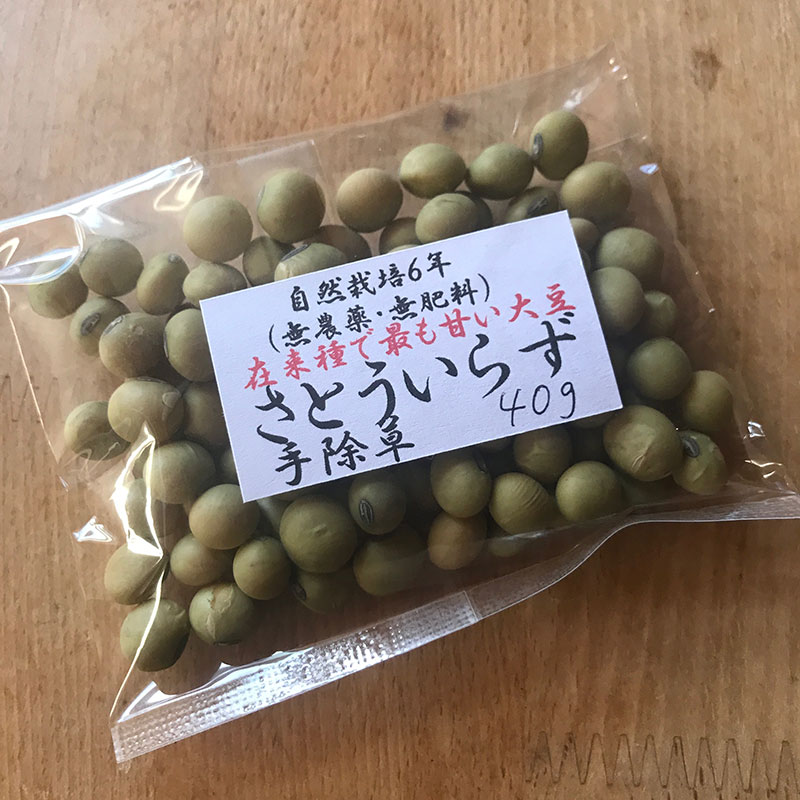 自然栽培6年
(無農薬・無肥料)
在来種で最も甘い大豆
さとういらず
手除草 40g